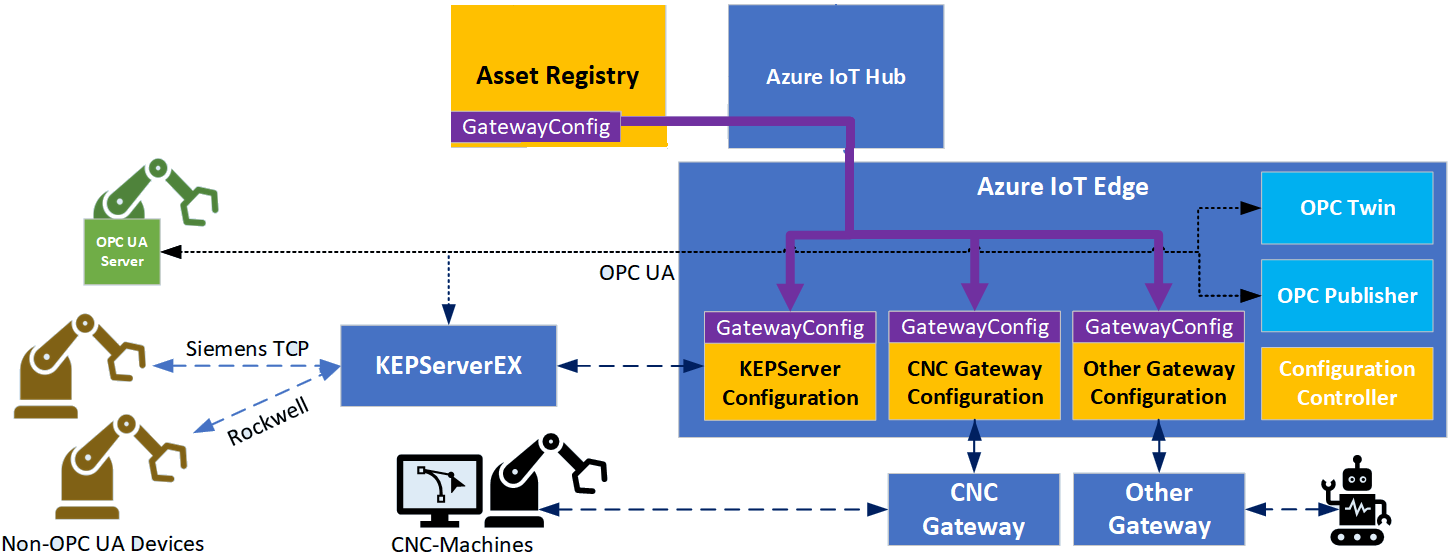 Asset Registry
GatewayConfig
Azure IoT Hub
Azure IoT Edge
OPC Twin
OPC UA
Server
OPC UA
OPC Publisher
GatewayConfig
GatewayConfig
GatewayConfig
Siemens TCP
KEPServerEX
KEPServer
Configuration
CNC Gateway
Configuration
Other Gateway
Configuration
Configuration
Controller
Rockwell
CNC
Gateway
Other
Gateway
Non-OPC UA Devices
CNC-Machines